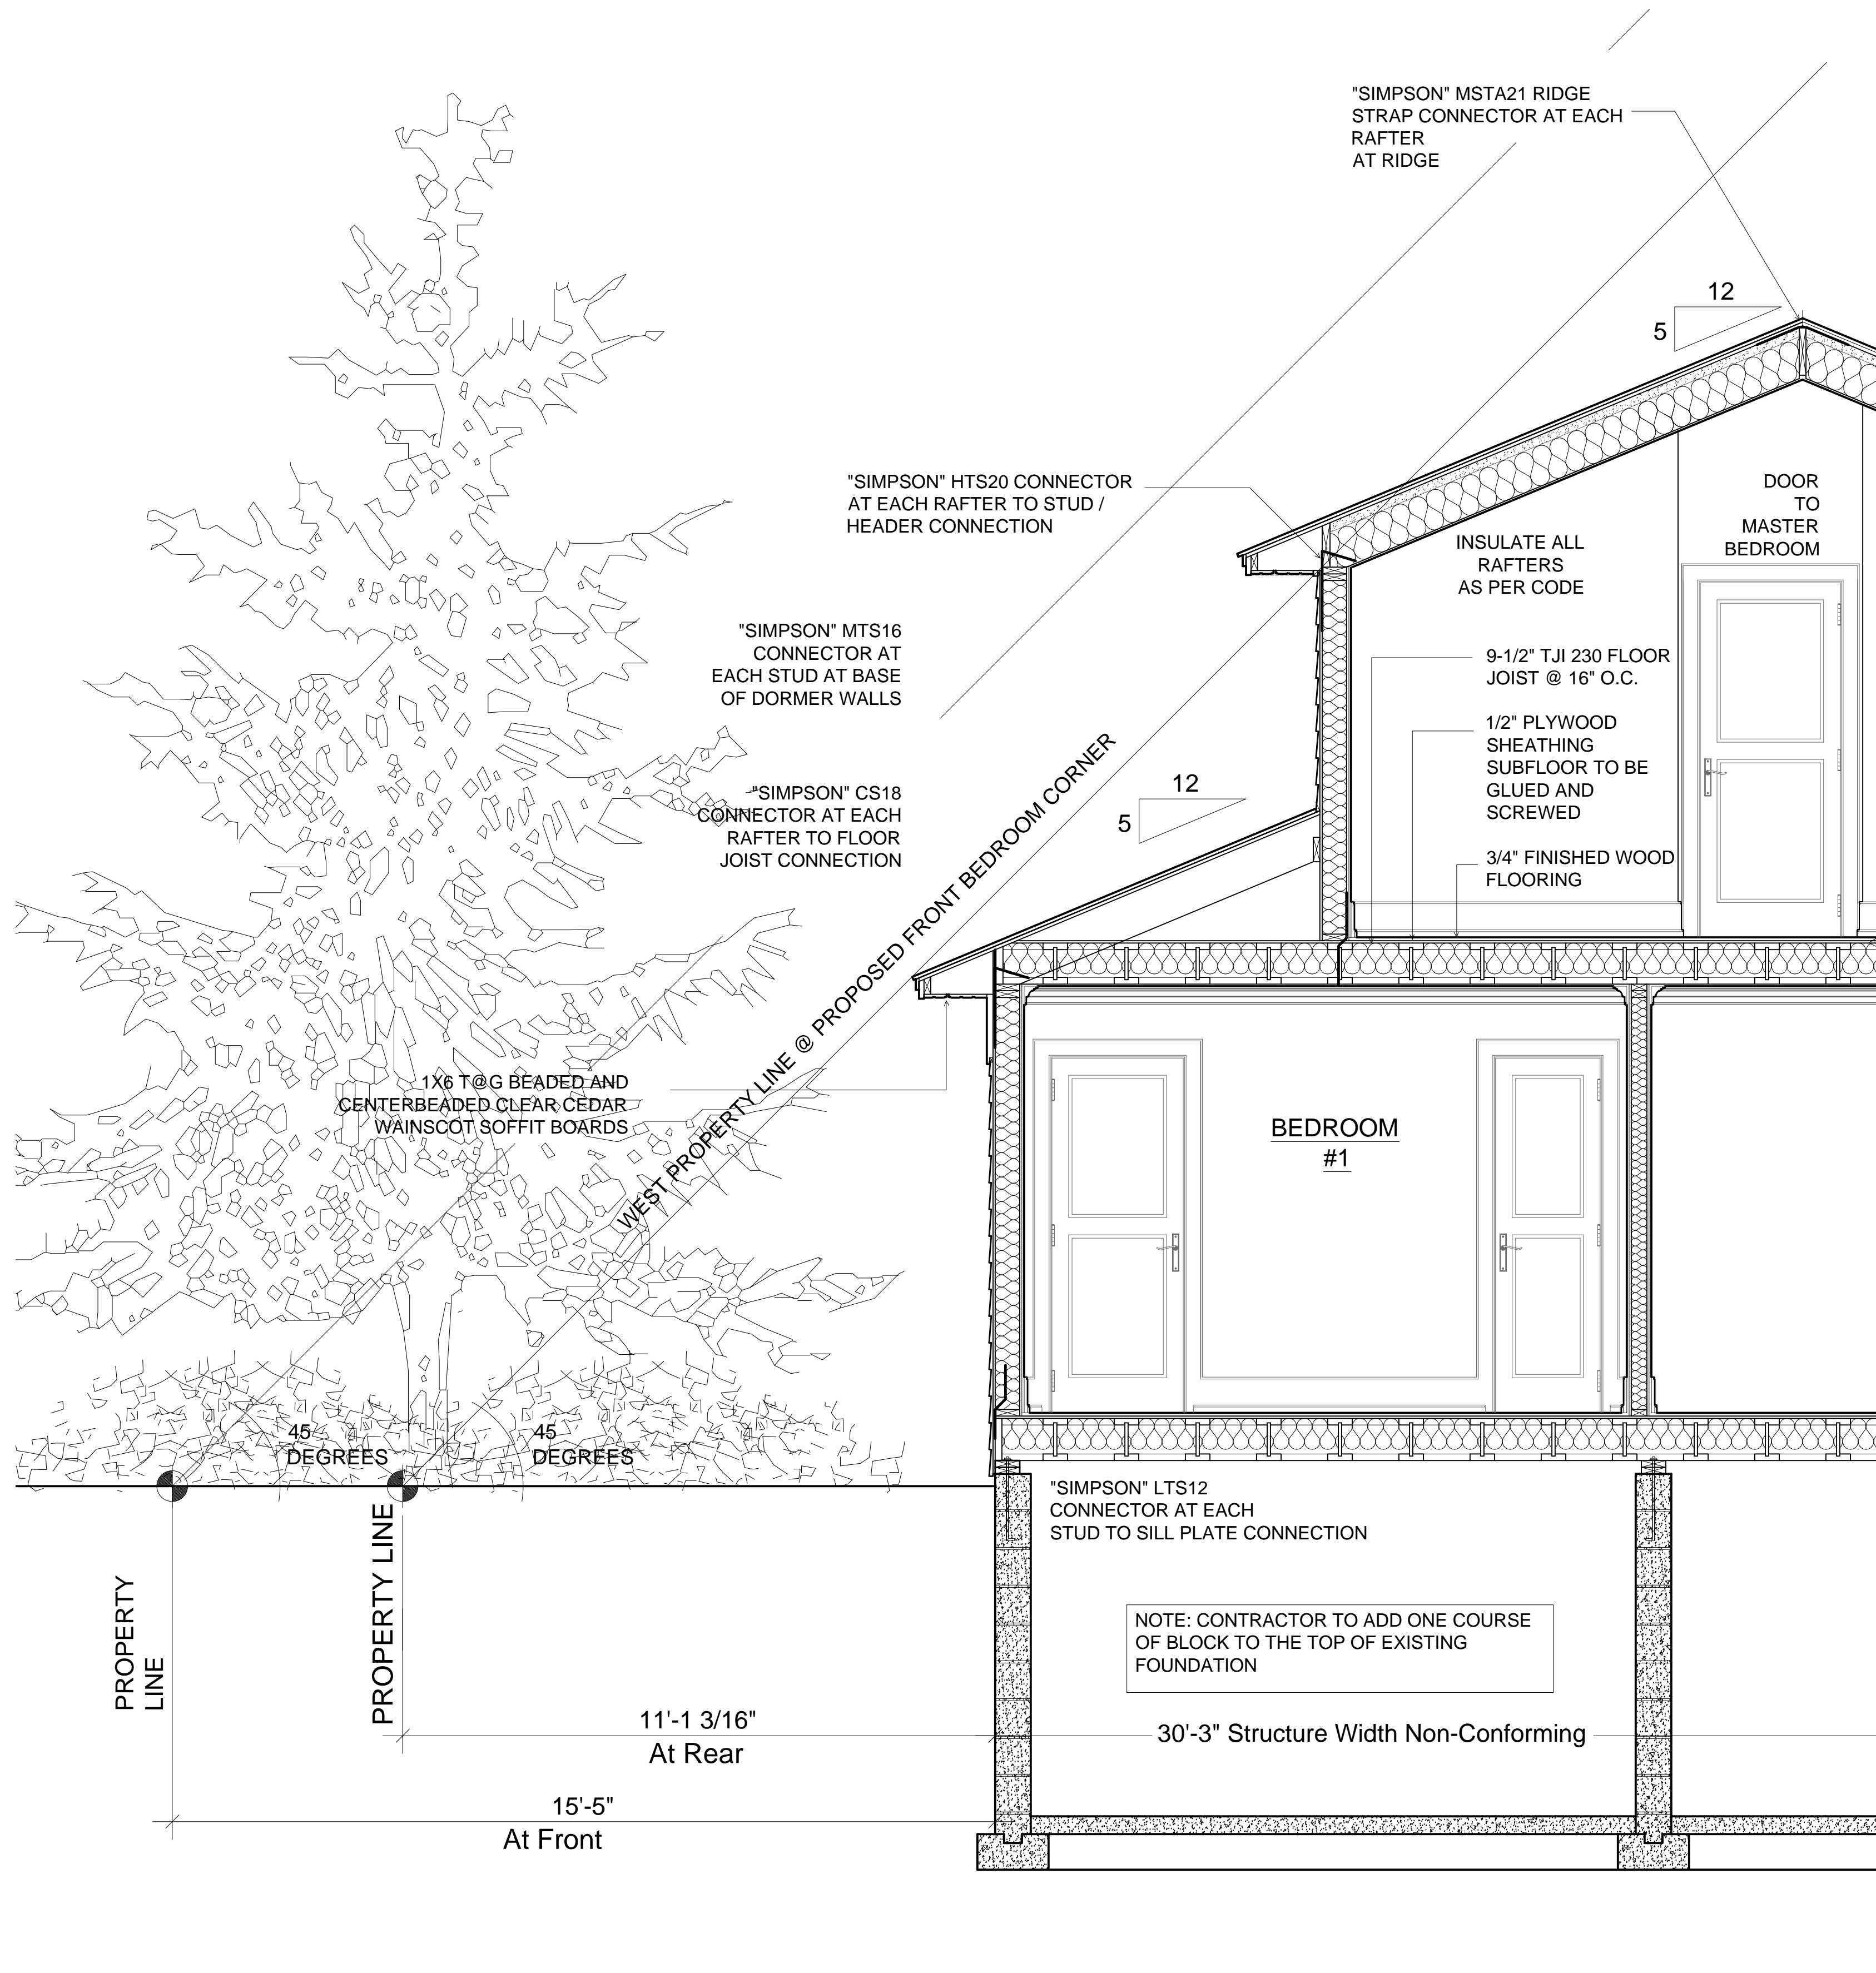 "SIMPSON" MSTA21 RIDGE
STRAP CONNECTOR AT EACH
RAFTER
AT RIDGE
12
5
"SIMPSON" HTS20 CONNECTOR
AT EACH RAFTER TO STUD /
HEADER CONNECTION
DOOR
TO
MASTER
BEDROOM
INSULATE ALL
RAFTERS
AS PER CODE
"SIMPSON" MTS16
CONNECTOR AT
EACH STUD AT BASE
OF DORMER WALLS
9-1/2" TJI 230 FLOOR
JOIST @ 16" O.C.
1/2" PLYWOOD
SHEATHING
SUBFLOOR TO BE
GLUED AND
SCREWED
"SIMPSON" CS18
CONNECTOR AT EACH
RAFTER TO FLOOR
JOIST CONNECTION
12
5
3/4" FINISHED WOOD
FLOORING
WEST PROPERTY LINE @ PROPOSED FRONT BEDROOM CORNER
1X6 T@G BEADED AND
CENTERBEADED CLEAR CEDAR
WAINSCOT SOFFIT BOARDS
BEDROOM
#1
45
DEGREES
45
DEGREES
"SIMPSON" LTS12
CONNECTOR AT EACH
STUD TO SILL PLATE CONNECTION
PROPERTY
LINE
PROPERTY LINE
NOTE: CONTRACTOR TO ADD ONE COURSE
OF BLOCK TO THE TOP OF EXISTING
FOUNDATION
11'-1 3/16"
At Rear
30'-3" Structure Width Non-Conforming
15'-5"
At Front